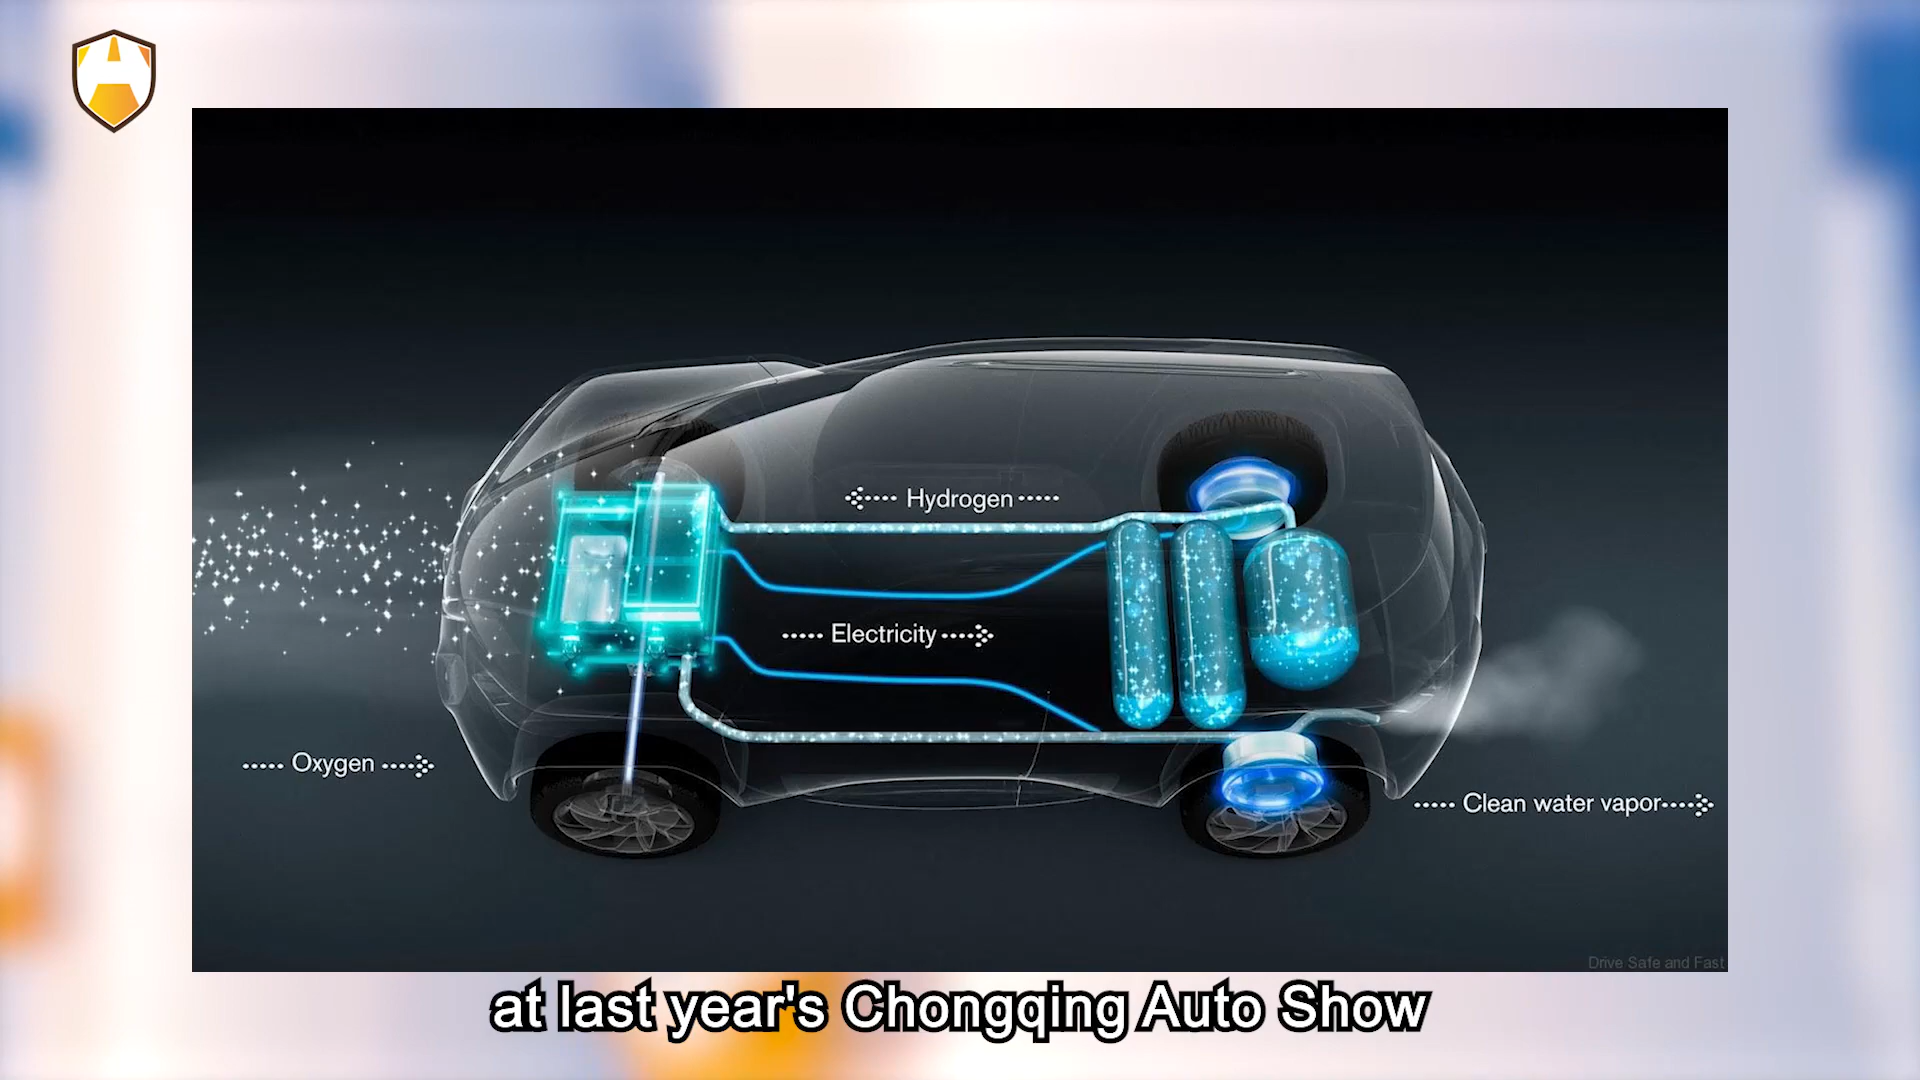 Hydrogen
Electricity
Oxygen
Clean water vapor
Drive Safe and Fast
at last year's Chongqing Auto Show